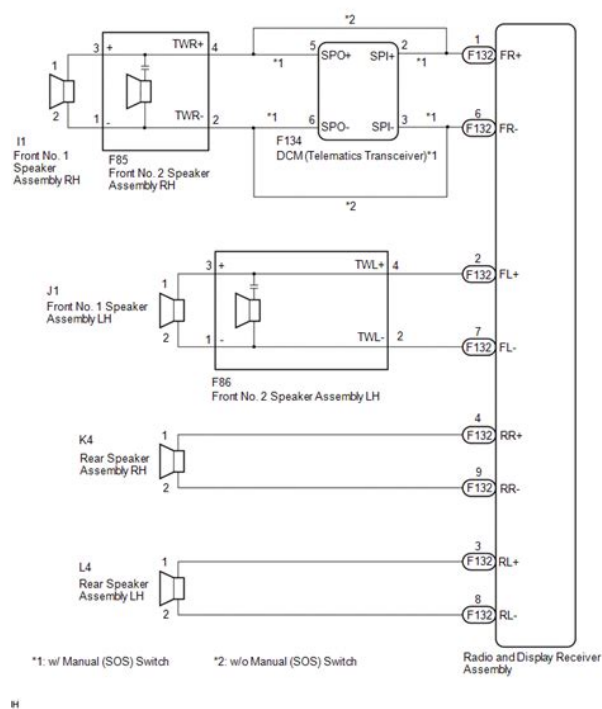 *2
3 + TWR+ 4
5 SPO+ SPI+ 2
1 F132 FR+
*1 *1
1
2
1 - TWR- 2
*1 6 SPO- SPI- 3 *1
6 F132 FR-
I1
Front No. 1
Speaker
Assembly RH
F85
Front No. 2 Speaker
Assembly RH
F134
DCM (Telematics Transceiver)*1
*2
3 + TWL+ 4
2 F132 FL+
J1
Front No. 1 Speaker
Assembly LH
1
2
1 - TWL- 2
7 F132 FL-
F86
Front No. 2 Speaker Assembly LH
K4
Rear Speaker
Assembly RH
1
2
4 F132 RR+
9 F132 RR-
L4
Rear Speaker
Assembly LH
1
2
3 F132 RL+
8 F132 RL-
*1: w/ Manual (SOS) Switch
*2: w/o Manual (SOS) Switch
Radio and Display Receiver
Assembly
IH